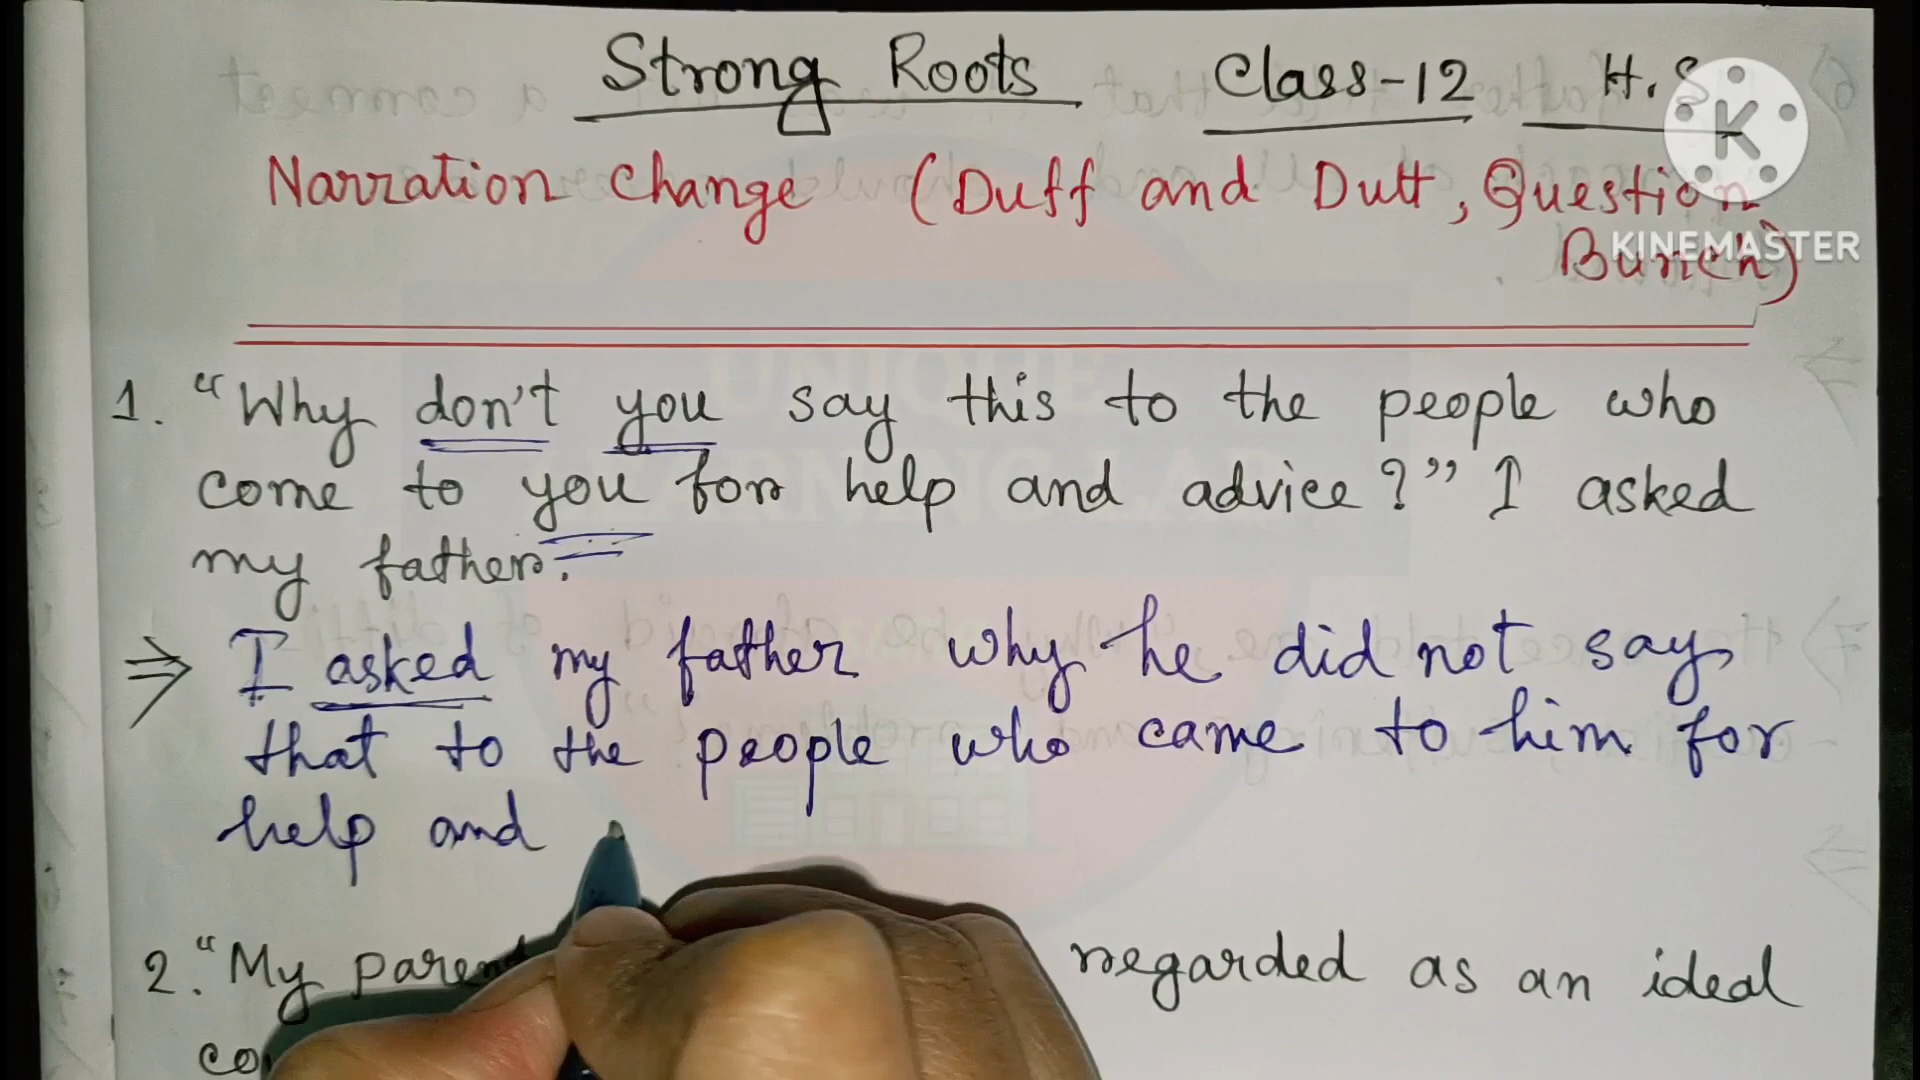 Strong Roots Class-12 H.S
Narration Change (Duff and Dutt, Question
Bunch)
KINEMASTER
1. "Why don't you say this to the people who
come to you for help and advice?" I asked
my father.
⇒ I asked my father why he did not say
that to the people who came to him for
help and
2. "My regarded as an ideal